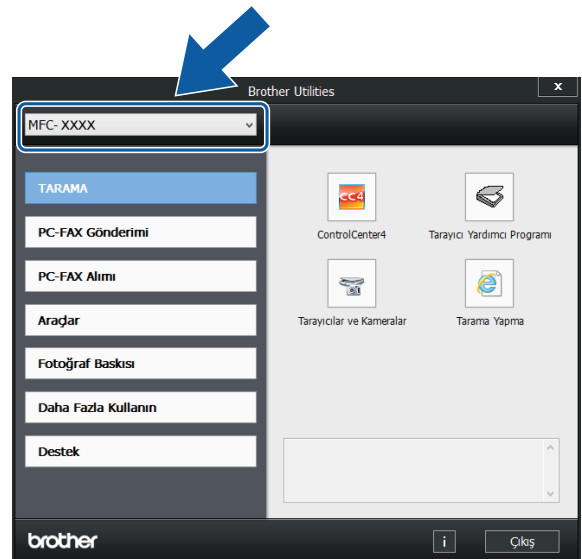 Brother Utilities
x
MFC- XXXX
TARAMA
PC-FAX Gönderimi
PC-FAX Alımı
Araçlar
Fotoğraf Baskısı
Daha Fazla Kullanın
Destek
CC4
ControlCenter4
Tarayıcı Yardımcı Programı
Tarayıcılar ve Kameralar
Tarama Yapma
brother
i
Çıkış